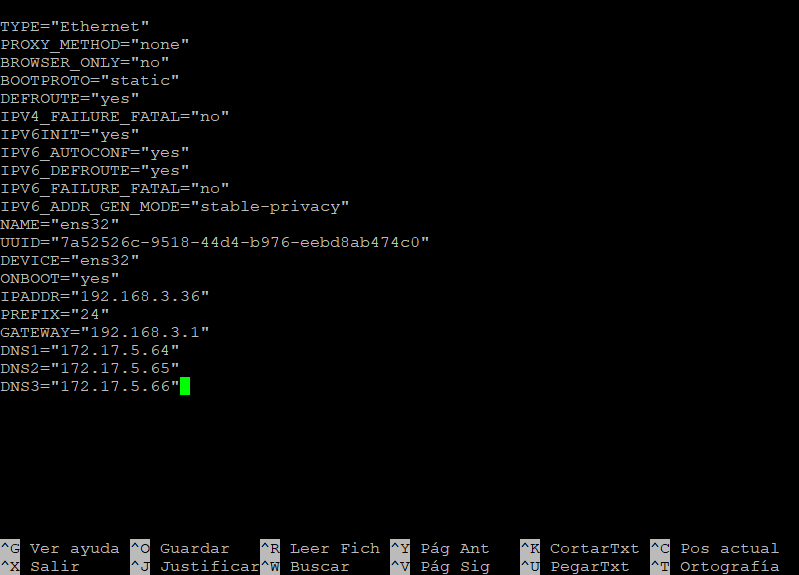 TYPE="Ethernet"
PROXY_METHOD="none"
BROWSER_ONLY="no"
BOOTPROTO="static"
DEFROUTE="yes"
IPV4_FAILURE_FATAL="no"
IPV6INIT="yes"
IPV6_AUTOCONF="yes"
IPV6_DEFROUTE="yes"
IPV6_FAILURE_FATAL="no"
IPV6_ADDR_GEN_MODE="stable-privacy"
NAME="ens32"
UUID="7a52526c-9518-44d4-b976-eebd8ab474c0"
DEVICE="ens32"
ONBOOT="yes"
IPADDR="192.168.3.36"
PREFIX="24"
GATEWAY="192.168.3.1"
DNS1="172.17.5.64"
DNS2="172.17.5.65"
DNS3="172.17.5.66"
^G Ver ayuda ^O Guardar ^R Leer Fich ^Y Pág Ant ^K CortarTxt ^C Pos actual
^X Salir ^J Justificar ^W Buscar ^V Pág Sig ^U PegarTxt ^T Ortografía